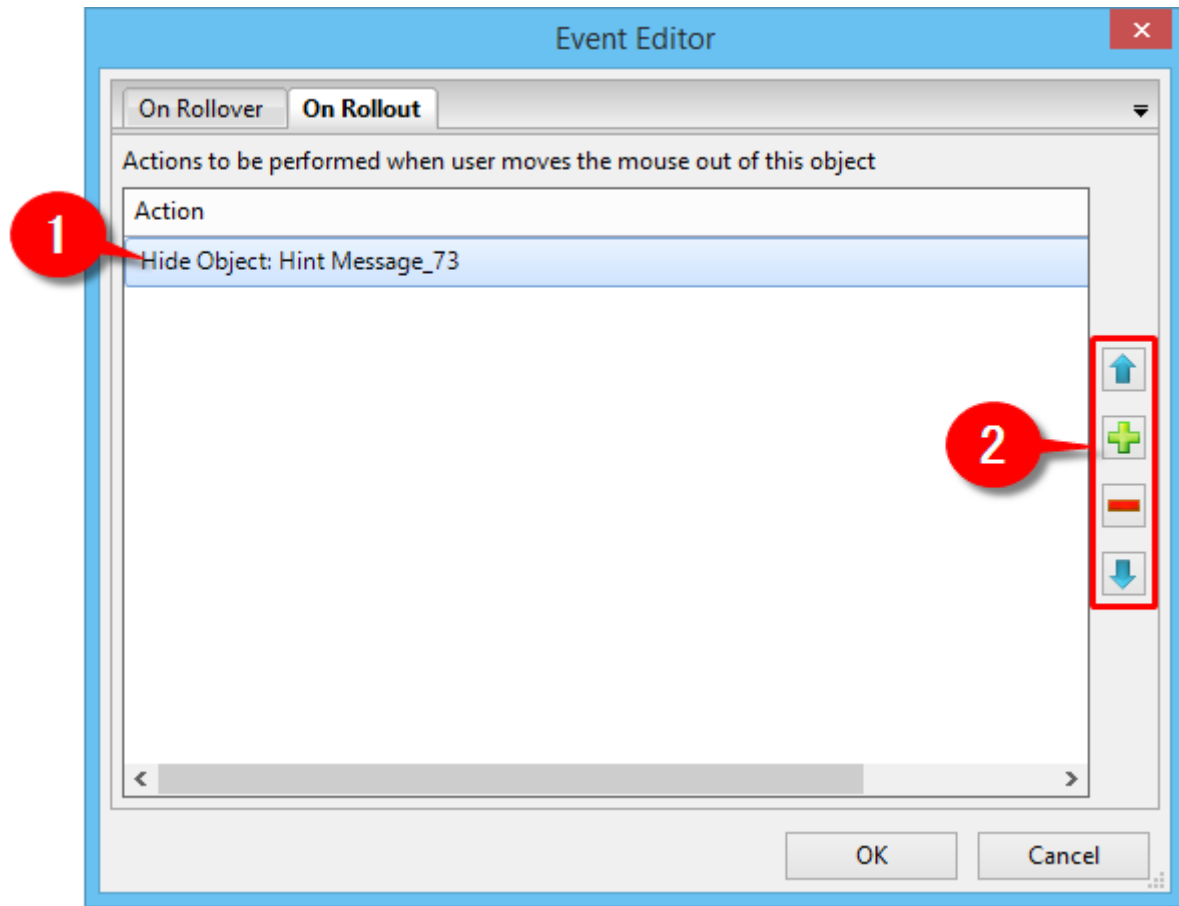 Event Editor
On Rollover On Rollout
Actions to be performed when user moves the mouse out of this object
Action
1
Hide Object: Hint Message_73
2
OK Cancel